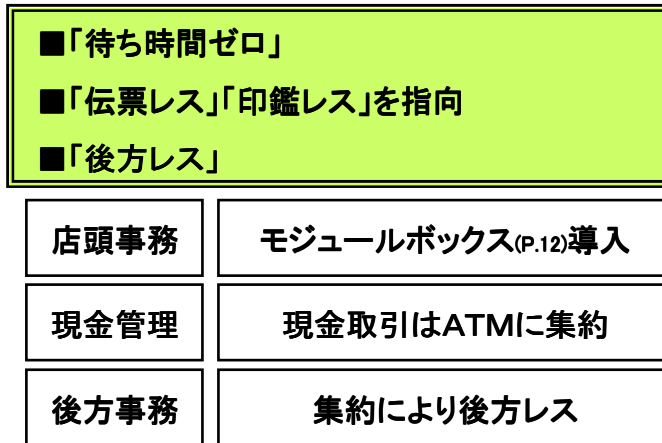 ■「待ち時間ゼロ」
■「伝票レス」「印鑑レス」を指向
■「後方レス」
店頭事務 モジュールボックス(P.12)導入
現金管理 現金取引はATMに集約
後方事務 集約により後方レス